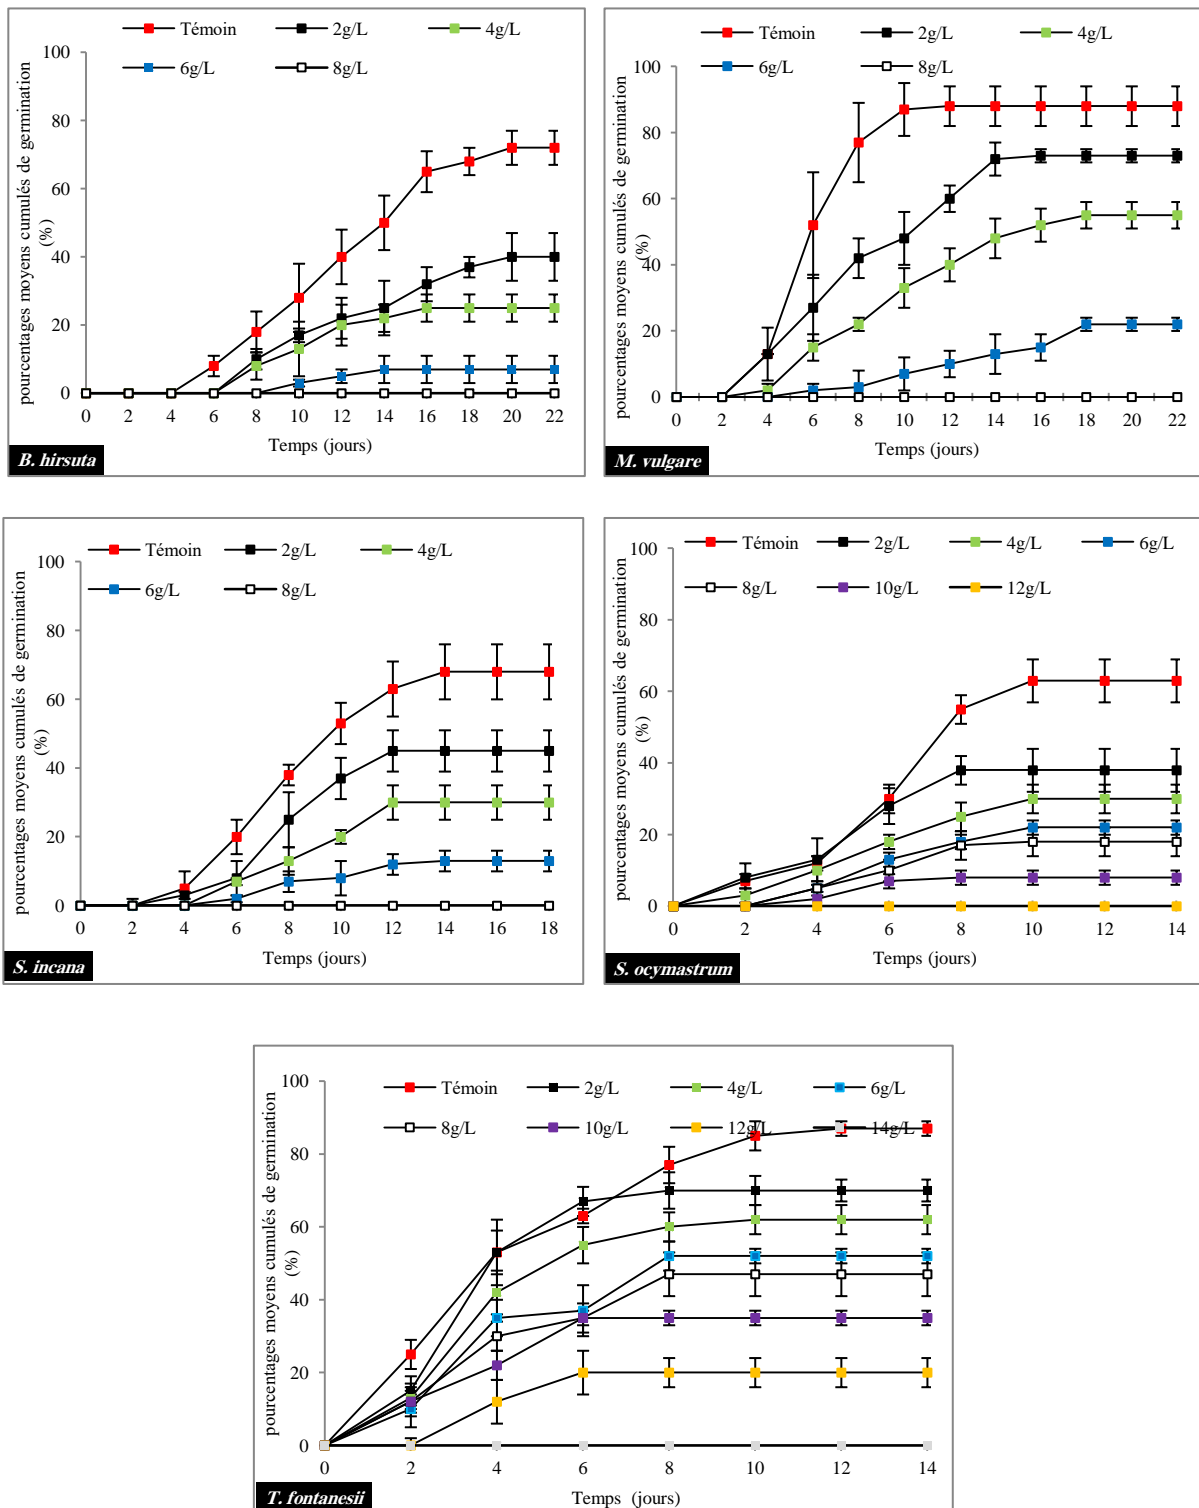 Témoin 2g/L 4g/L
6g/L 8g/L
pourcentages moyens cumulés de germination
(%)
100
80
60
40
20
0
0 2 4 6 8 10 12 14 16 18 20 22
Temps (jours)
B. hirsuta
Témoin 2g/L 4g/L
6g/L 8g/L
pourcentages moyens cumulés de germination
(%)
100
80
60
40
20
0
0 2 4 6 8 10 12 14 16 18 20 22
Temps (jours)
M. vulgare
Témoin 2g/L 4g/L
6g/L 8g/L
pourcentages moyens cumulés de germination
(%)
100
80
60
40
20
0
0 2 4 6 8 10 12 14 16 18
Temps (jours)
S. incana
Témoin 2g/L 4g/L 6g/L
8g/L 10g/L 12g/L
pourcentages moyens cumulés de germination
(%)
100
80
60
40
20
0
0 2 4 6 8 10 12 14
Temps (jours)
S. ocymastrum
Témoin 2g/L 4g/L 6g/L
8g/L 10g/L 12g/L 14g/L
pourcentages moyens cumulés de germination
(%)
100
80
60
40
20
0
0 2 4 6 8 10 12 14
Temps (jours)
T. fontanesii